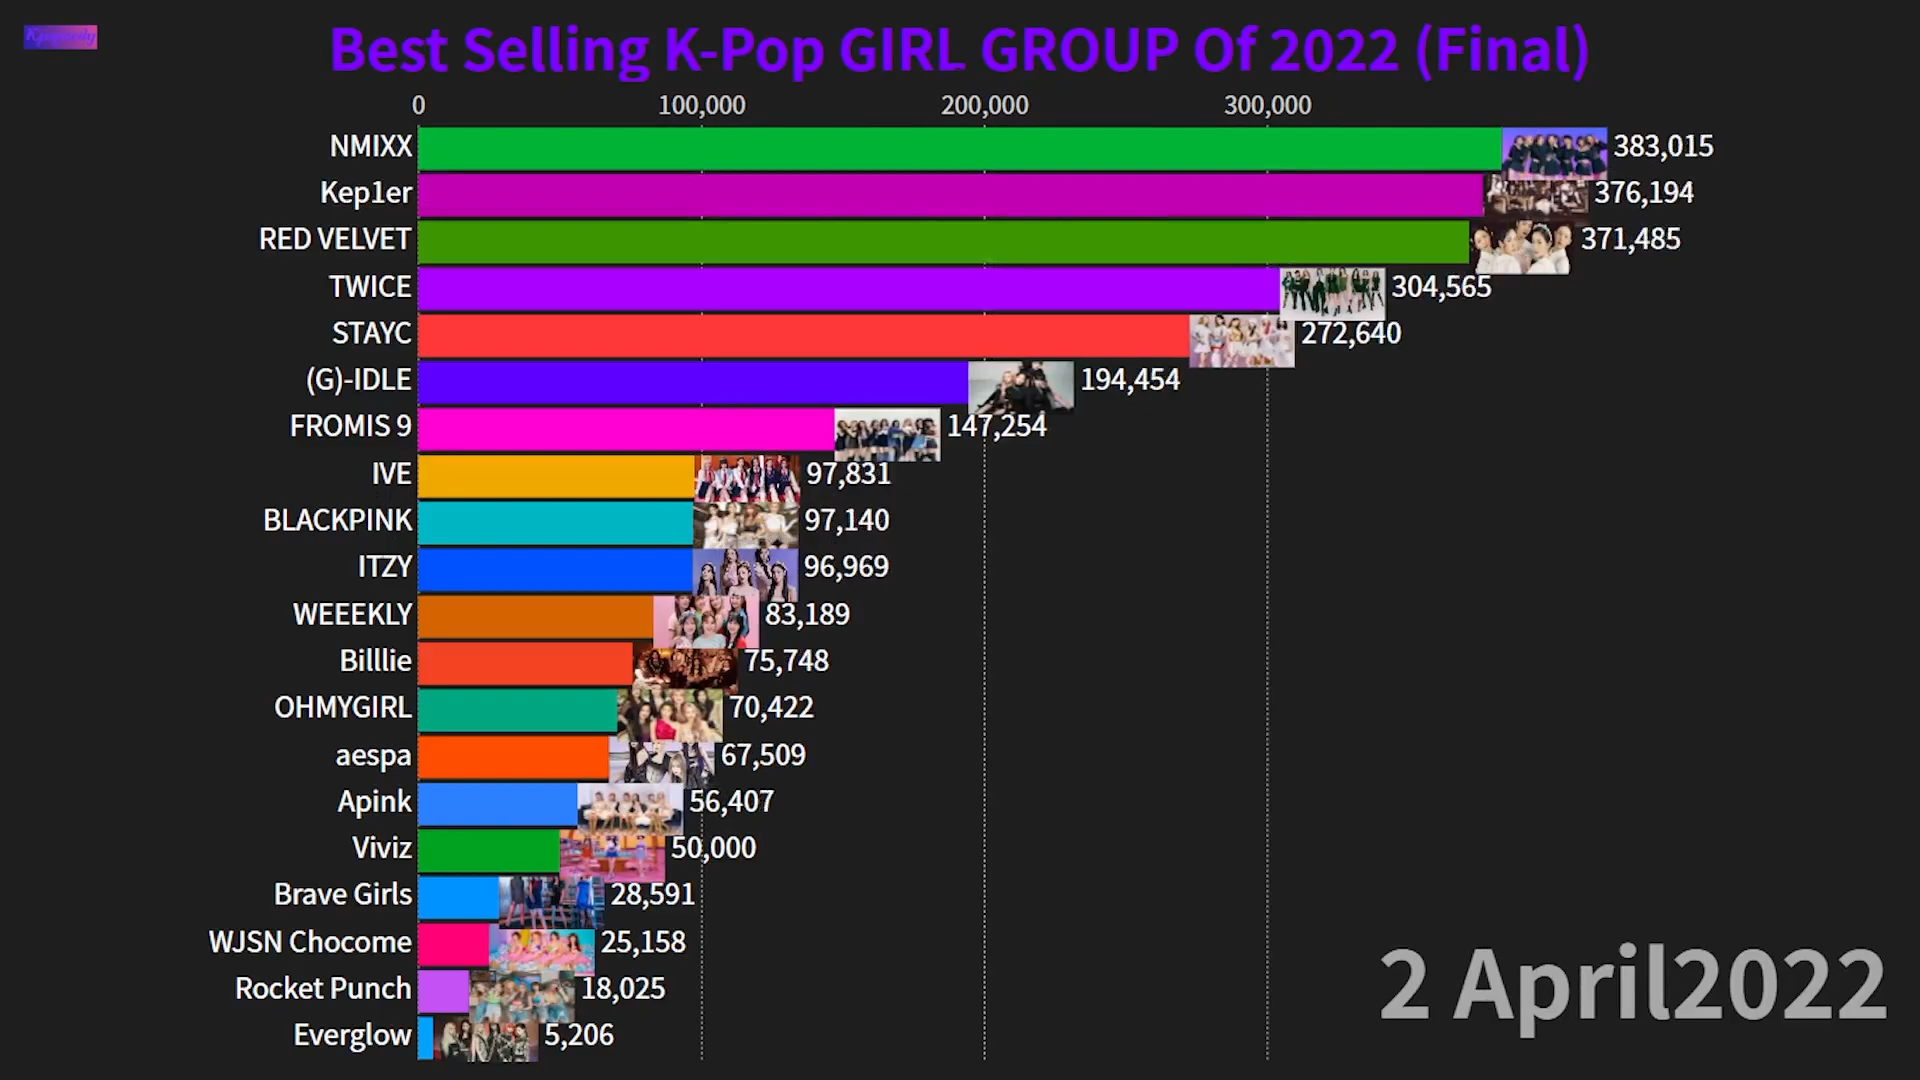 Best Selling K-Pop GIRL GROUP Of 2022 (Final)
0 100,000 200,000 300,000
NMIXX 383,015
Kep1er 376,194
RED VELVET 371,485
TWICE 304,565
STAYC 272,640
(G)-IDLE 194,454
FROMIS 9 147,254
IVE 97,831
BLACKPINK 97,140
ITZY 96,969
WEEEKLY 83,189
Billlie 75,748
OHMYGIRL 70,422
aespa 67,509
Apink 56,407
Viviz 50,000
Brave Girls 28,591
WJSN Chocome 25,158
Rocket Punch 18,025
Everglow 5,206
2 April2022